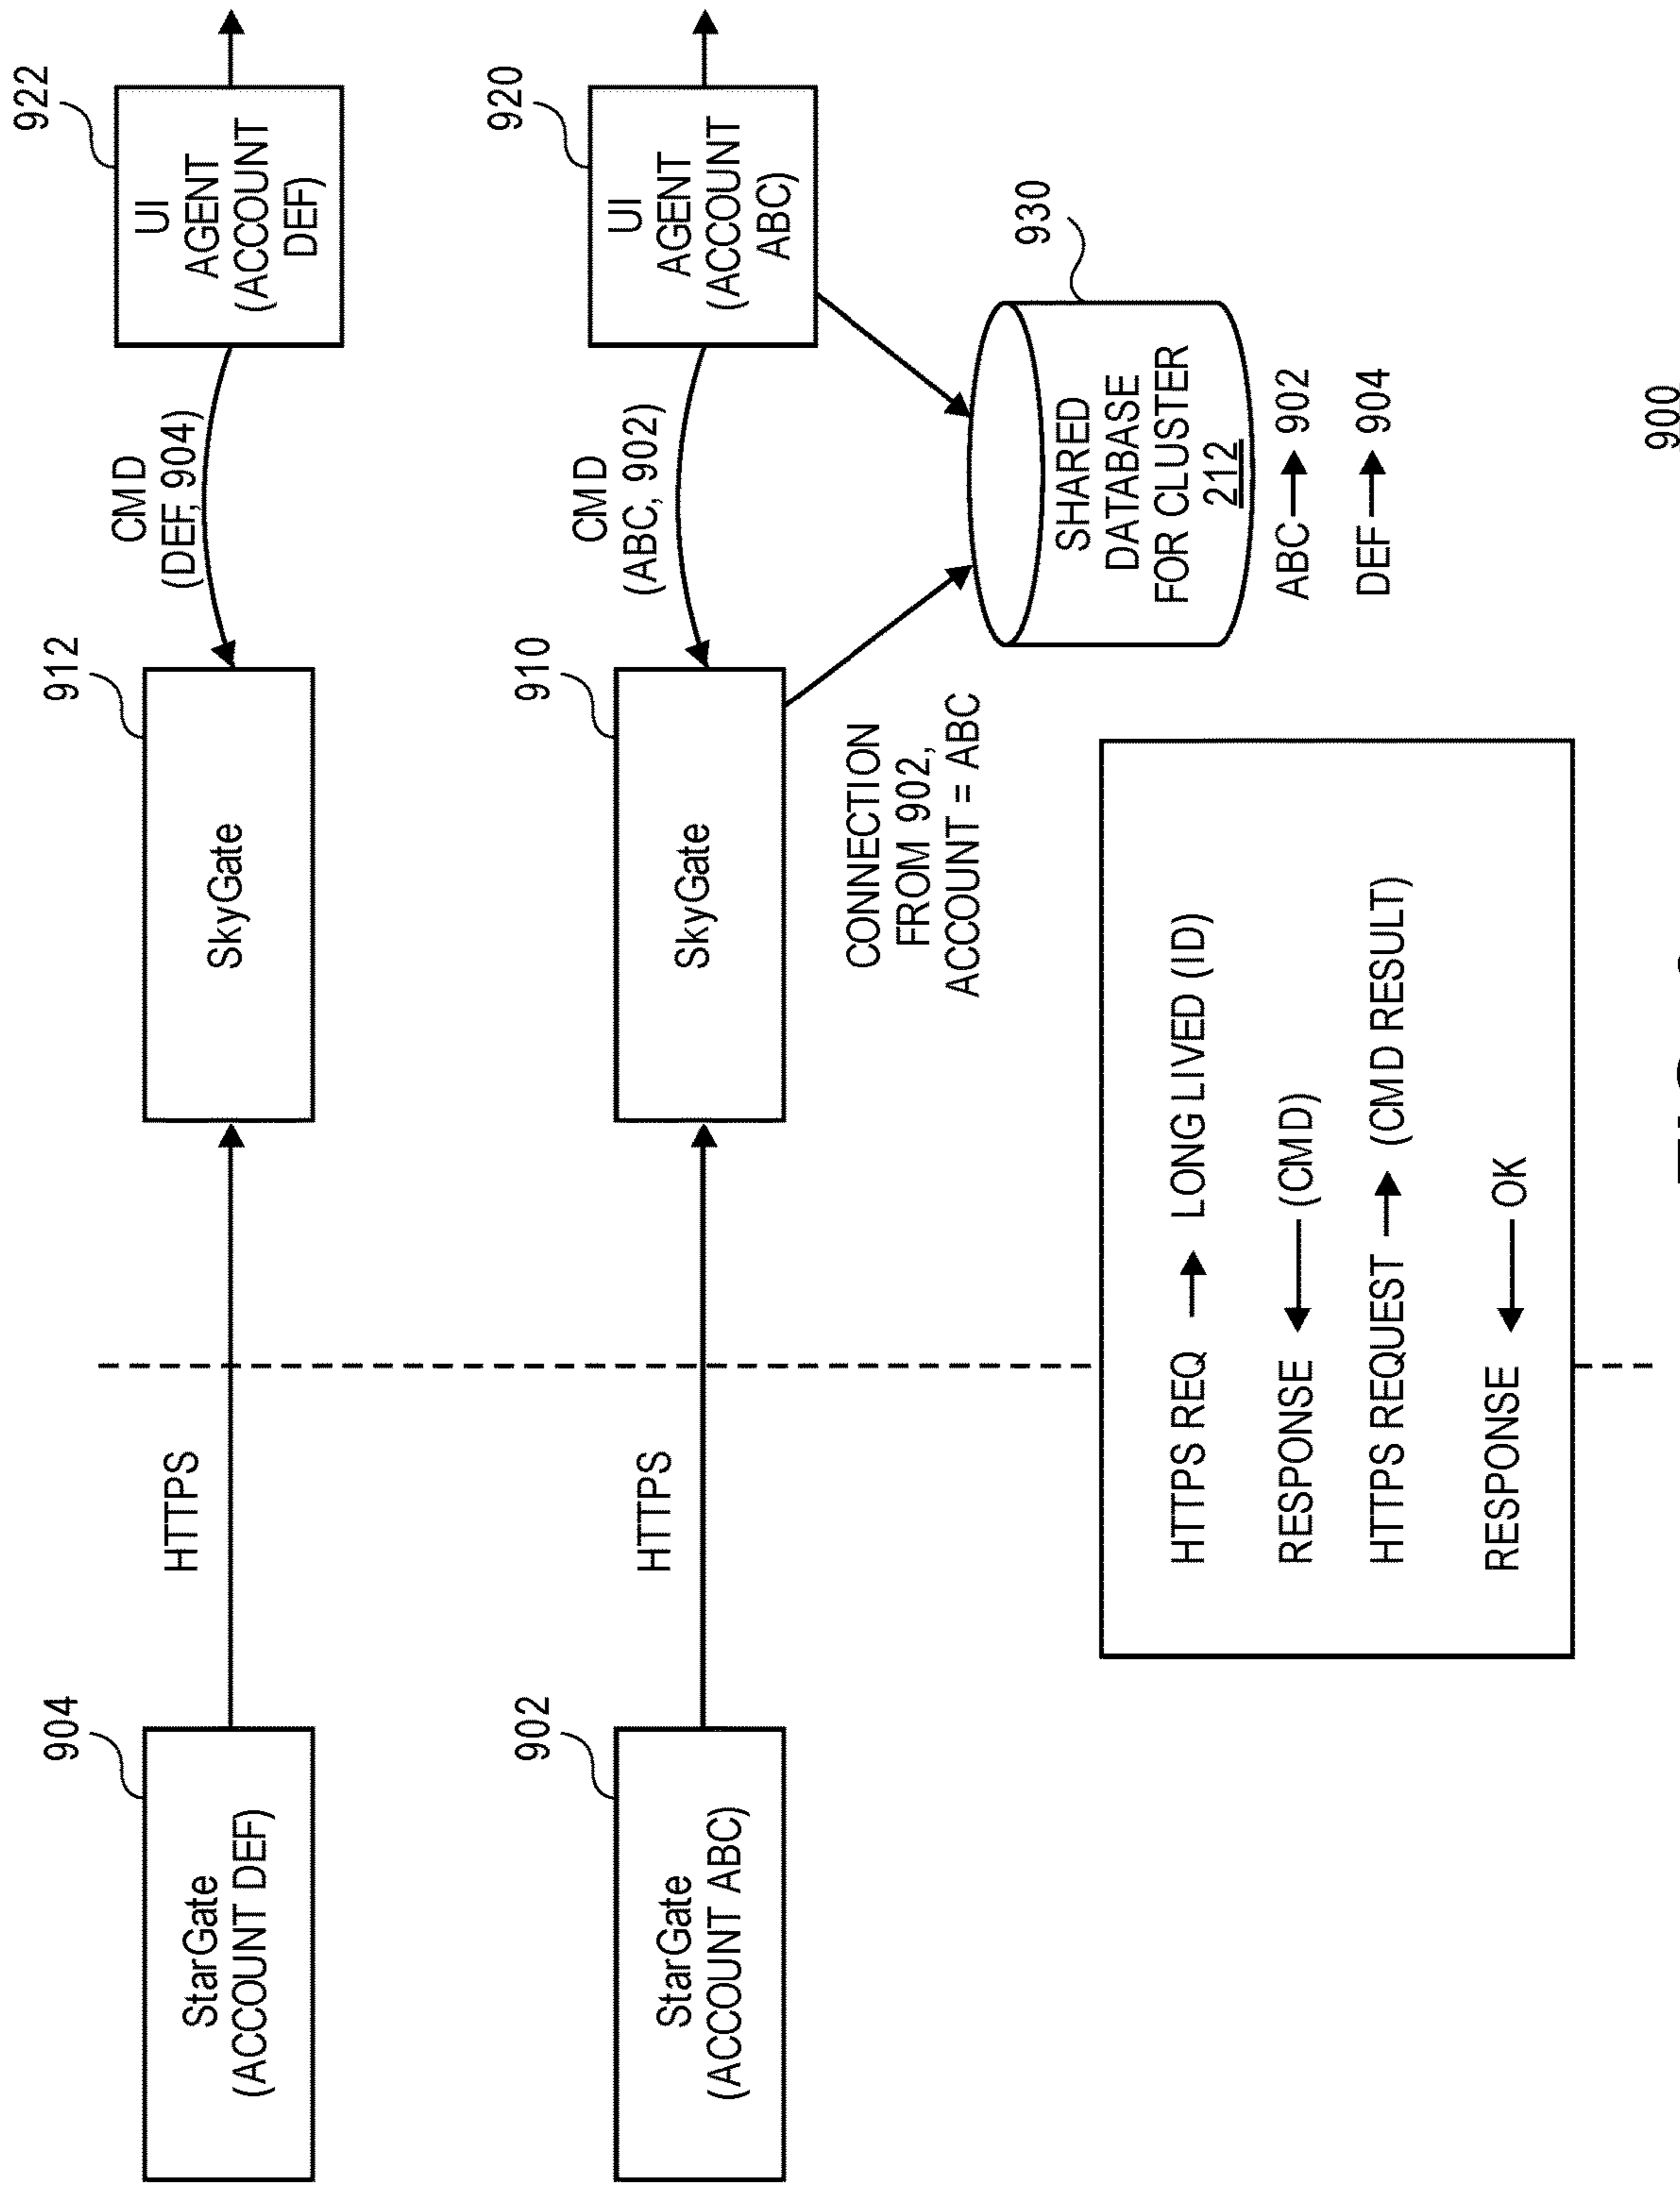 904
StarGate
(ACCOUNT DEF)
HTTPS
912
SkyGate
CMD
(DEF, 904)
922
UI
AGENT
(ACCOUNT
DEF)
902
StarGate
(ACCOUNT ABC)
HTTPS
910
SkyGate
CMD
(ABC, 902)
920
UI
AGENT
(ACCOUNT
ABC)
CONNECTION
FROM 902,
ACCOUNT = ABC
930
SHARED
DATABASE
FOR CLUSTER
212
ABC → 902
DEF → 904
HTTPS REQ → LONG LIVED (ID)
RESPONSE ← (CMD)
HTTPS REQUEST → (CMD RESULT)
RESPONSE ← OK
900